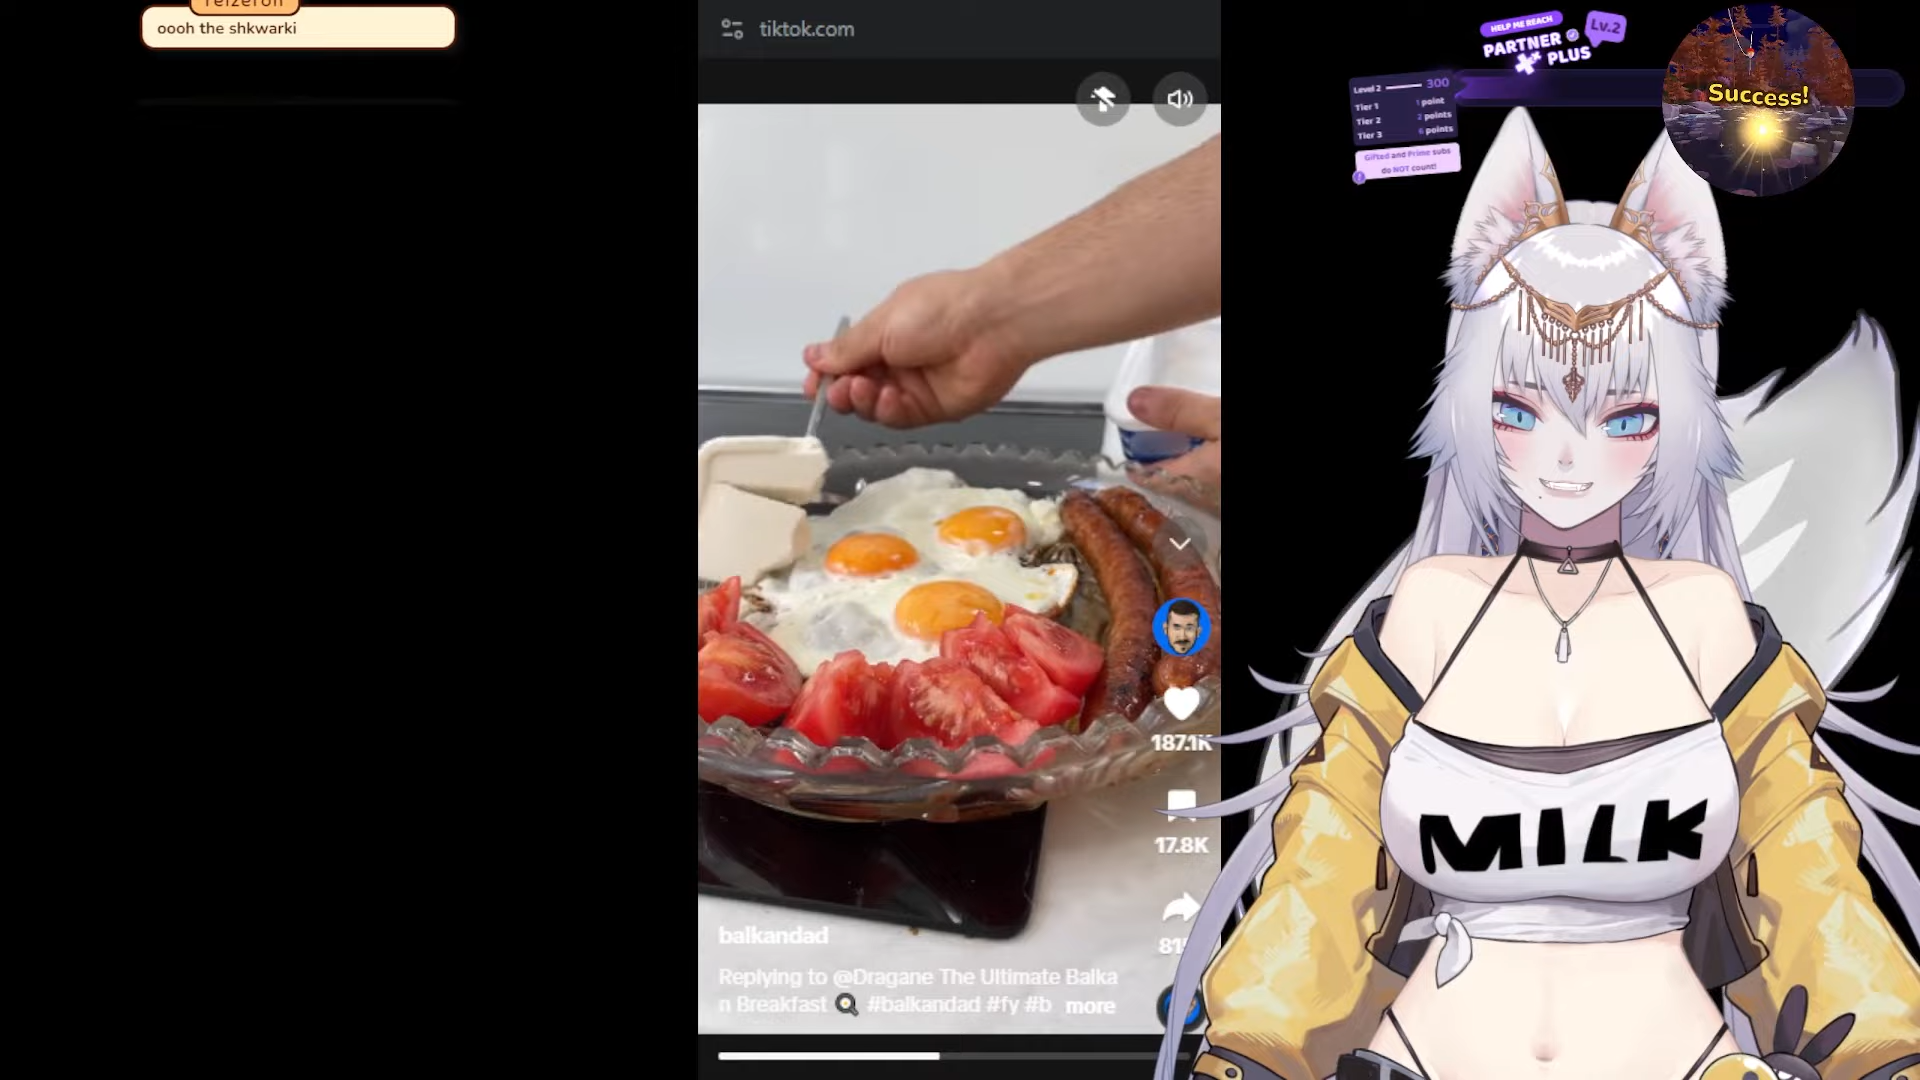 reizeron
oooh the shkwarki
tiktok.com
187.1K
17.8K
balkandad
Replying to @Dragane The Ultimate Balka
n Breakfast 🍳 #balkandad #fy #b more
HELP ME REACH
PARTNER
PLUS
Lv.2
Level 2 300
Tier 1 1 point
Tier 2 2 points
Tier 3 6 points
Gifted and Prime subs
do NOT count!
Success!
MILK